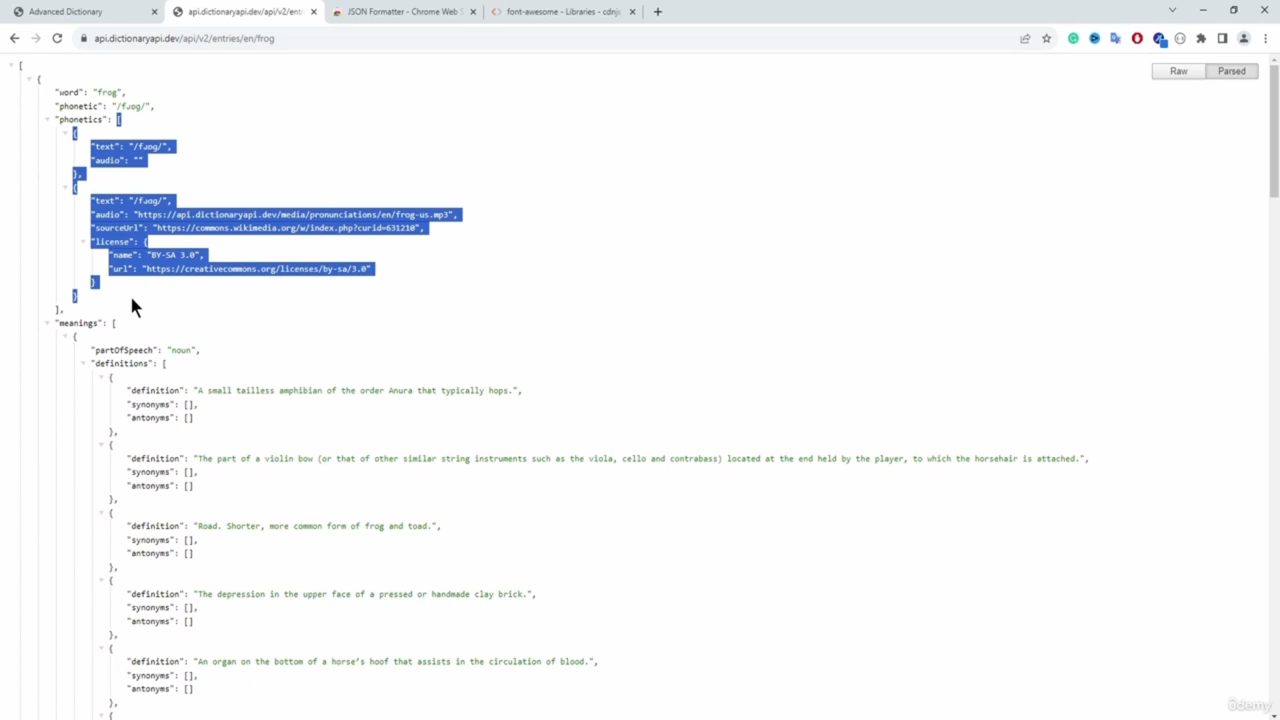 Advanced Dictionary
api.dictionaryapi.dev/api/v2/entr
JSON Formatter - Chrome Web S
font-awesome - Libraries - cdnjs
api.dictionaryapi.dev/api/v2/entries/en/frog
Raw
Parsed
[
{
"word": "frog",
"phonetic": "/fɹɒɡ/",
"phonetics": [
{
"text": "/fɹɒɡ/",
"audio": ""
},
{
"text": "/fɹɒɡ/",
"audio": "https://api.dictionaryapi.dev/media/pronunciations/en/frog-us.mp3",
"sourceUrl": "https://commons.wikimedia.org/w/index.php?curid=631210",
"license": {
"name": "BY-SA 3.0",
"url": "https://creativecommons.org/licenses/by-sa/3.0"
}
}
],
"meanings": [
{
"partOfSpeech": "noun",
"definitions": [
{
"definition": "A small tailless amphibian of the order Anura that typically hops.",
"synonyms": [],
"antonyms": []
},
{
"definition": "The part of a violin bow (or that of other similar string instruments such as the viola, cello and contrabass) located at the end held by the player, to which the horsehair is attached.",
"synonyms": [],
"antonyms": []
},
{
"definition": "Road. Shorter, more common form of frog and toad.",
"synonyms": [],
"antonyms": []
},
{
"definition": "The depression in the upper face of a pressed or handmade clay brick.",
"synonyms": [],
"antonyms": []
},
{
"definition": "An organ on the bottom of a horse's hoof that assists in the circulation of blood.",
"synonyms": [],
"antonyms": []
},
{
ûdemy